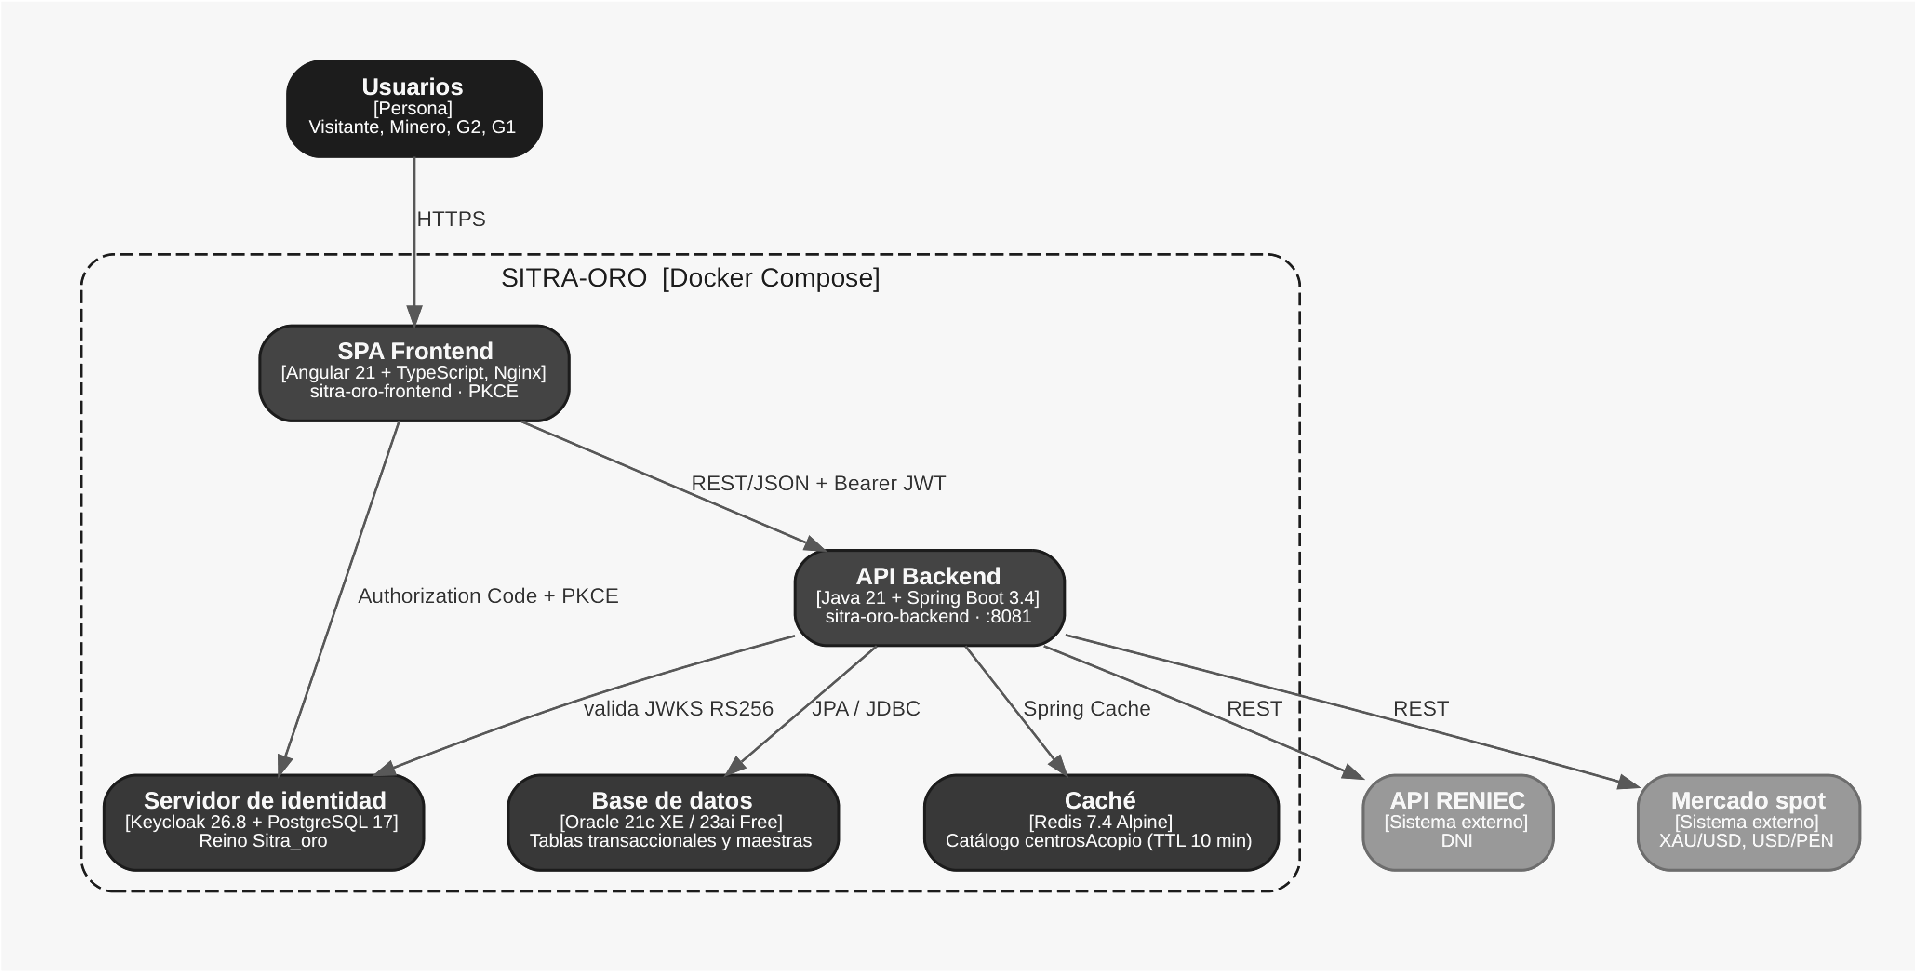 Usuarios
[Persona]
Visitante, Minero, G2, G1
HTTPS
SITRA-ORO [Docker Compose]
SPA Frontend
[Angular 21 + TypeScript, Nginx]
sitra-oro-frontend · PKCE
REST/JSON + Bearer JWT
Authorization Code + PKCE
API Backend
[Java 21 + Spring Boot 3.4]
sitra-oro-backend · :8081
valida JWKS RS256
JPA / JDBC
Spring Cache
REST
REST
Servidor de identidad
[Keycloak 26.8 + PostgreSQL 17]
Reino Sitra_oro
Base de datos
[Oracle 21c XE / 23ai Free]
Tablas transaccionales y maestras
Caché
[Redis 7.4 Alpine]
Catálogo centrosAcopio (TTL 10 min)
API RENIEC
[Sistema externo]
DNI
Mercado spot
[Sistema externo]
XAU/USD, USD/PEN